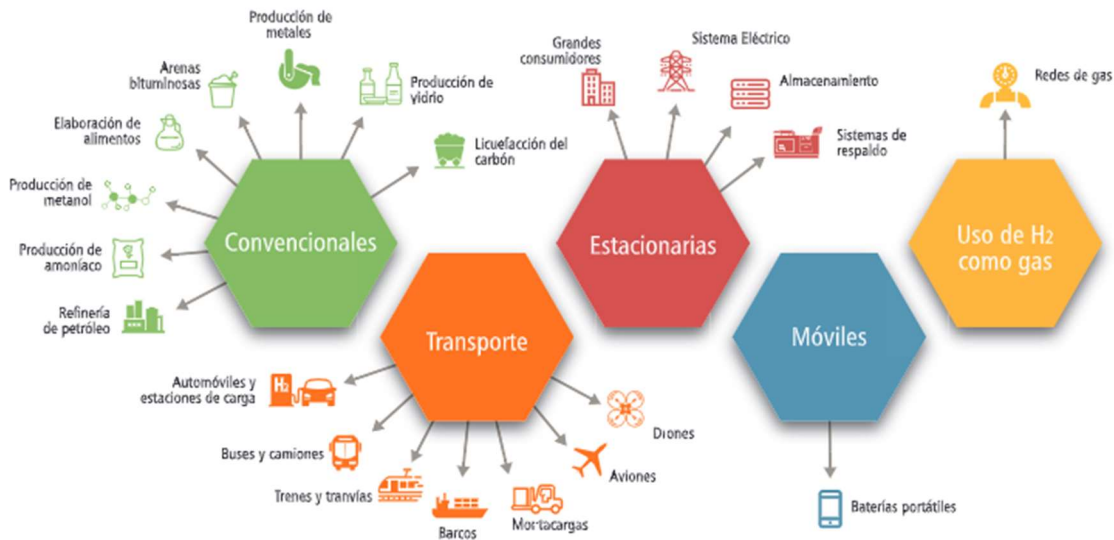 Producción de
metales
Arenas
bituminosas
Producción de
vidrio
Elaboración de
alimentos
Licuefacción del
carbón
Producción de
metanol
Producción de
amoníaco
Refinería
de petróleo
Convencionales
Grandes
consumidores
Sistema Eléctrico
Almacenamiento
Sistemas de
respaldo
Estacionarias
Redes de gas
Uso de H2
como gas
Transporte
Automóviles y
estaciones de carga
H2
Buses y camiones
Trenes y tranvías
Barcos
Montacargas
Aviones
Drones
Móviles
Baterías portátiles